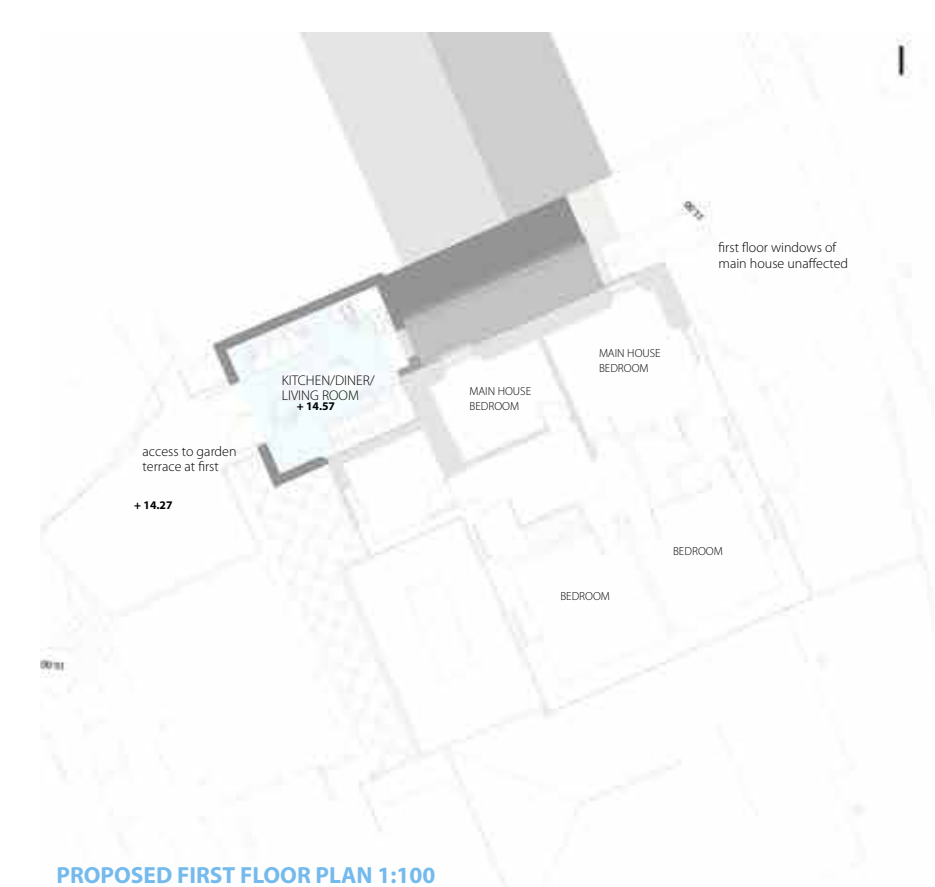 first floor windows of
main house unaffected
MAIN HOUSE
BEDROOM
KITCHEN/DINER/
LIVING ROOM
+ 14.57
MAIN HOUSE
BEDROOM
access to garden
terrace at first
+ 14.27
BEDROOM
BEDROOM
PROPOSED FIRST FLOOR PLAN 1:100